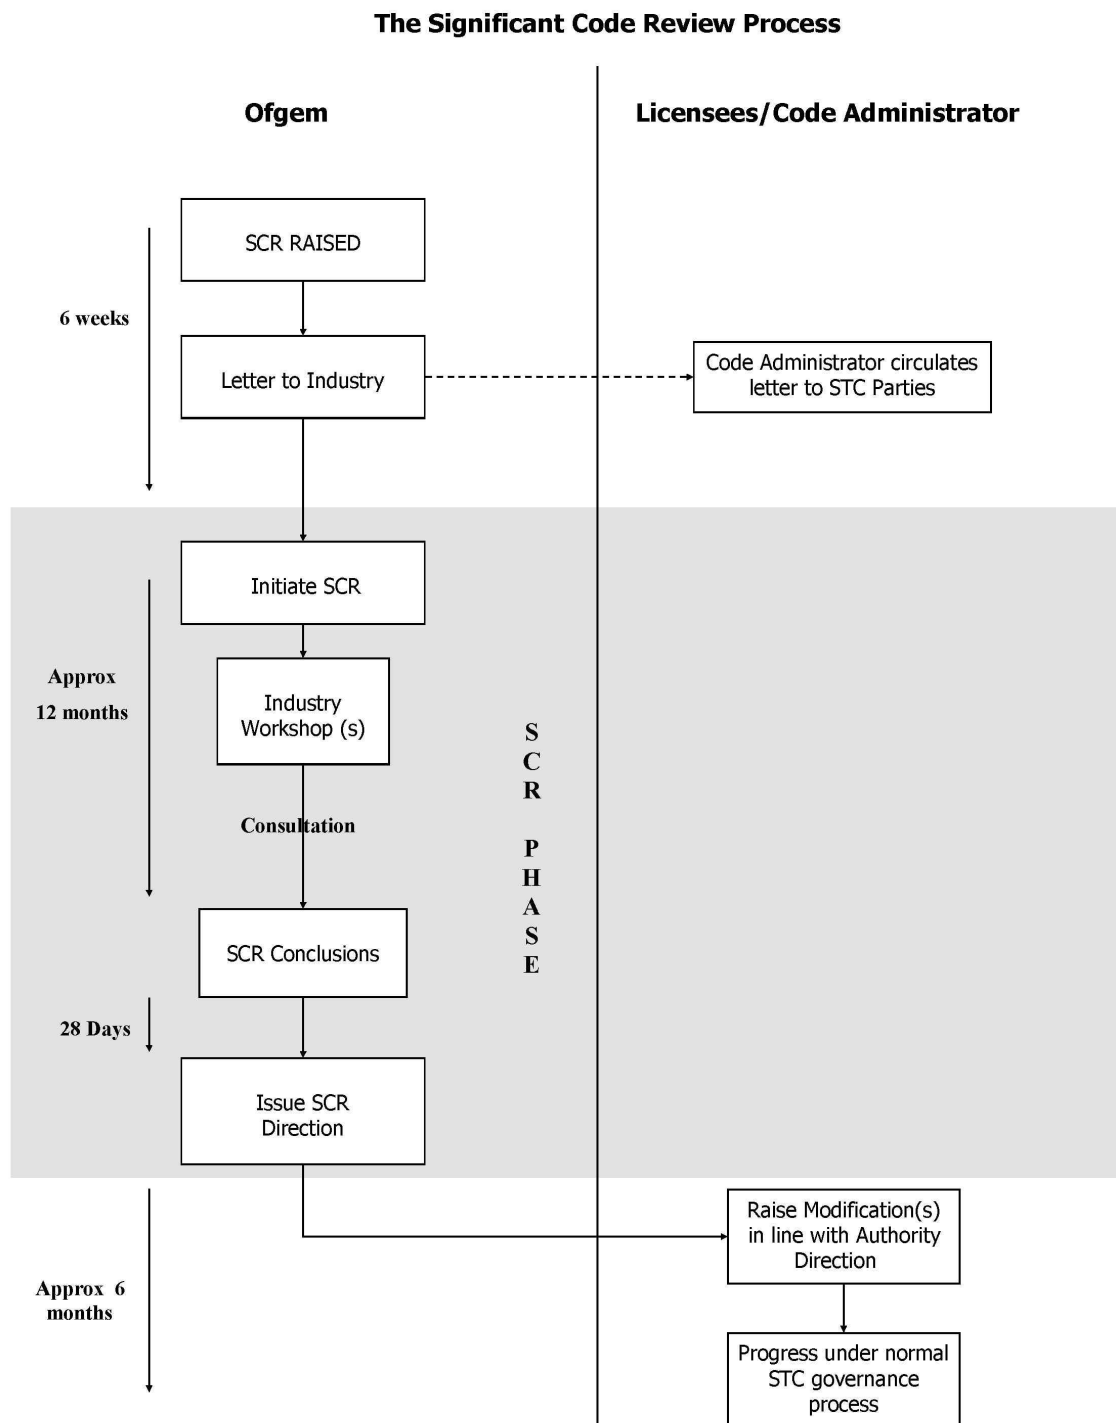 The Significant Code Review Process
Ofgem
Licensees/Code Administrator
SCR RAISED
6 weeks
Letter to Industry
Code Administrator circulates
letter to STC Parties
Initiate SCR
Approx
12 months
Industry
Workshop (s)
S
C
R
P
H
A
S
E
Consultation
SCR Conclusions
28 Days
Issue SCR
Direction
Raise Modification(s)
in line with Authority
Direction
Approx 6
months
Progress under normal
STC governance
process